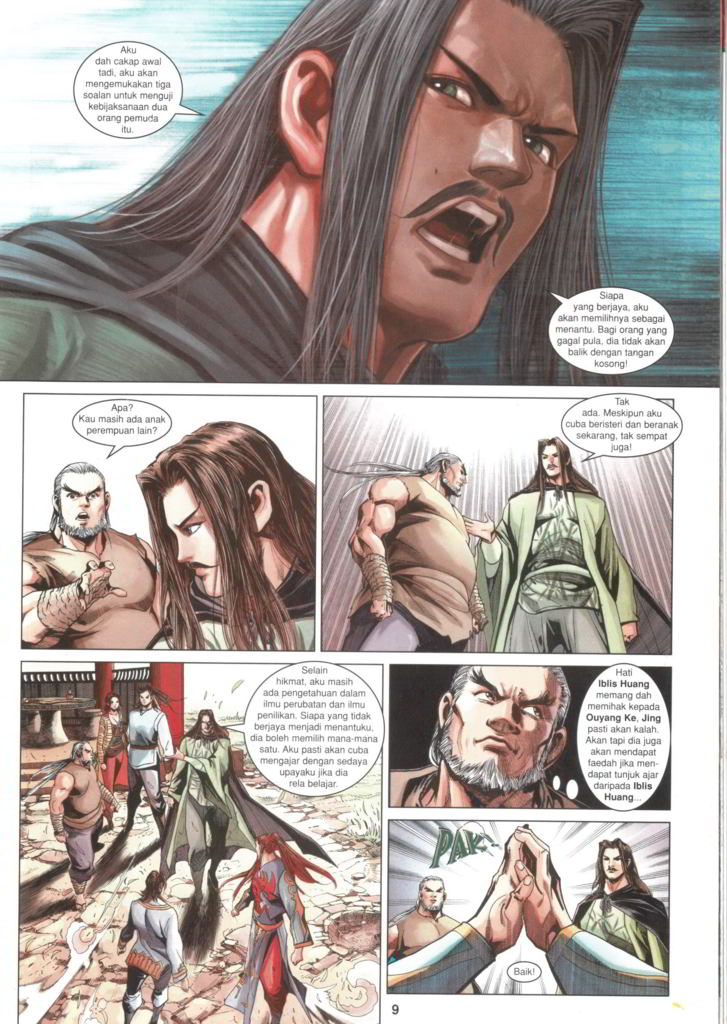 Aku
dah cakap awal
tadi, aku akan
mengemukakan tiga
soalan untuk menguji
kebijaksanaan dua
orang pemuda
itu.
Siapa
yang berjaya, aku
akan memilihnya sebagai
menantu. Bagi orang yang
gagal pula, dia tidak akan
balik dengan tangan
kosong!
Apa?
Kau masih ada anak
perempuan lain?
Tak
ada. Meskipun aku
cuba beristeri dan beranak
sekarang, tak sempat
juga!
Selain
hikmat, aku masih
ada pengetahuan dalam
ilmu perubatan dan ilmu
penilikan. Siapa yang tidak
berjaya menjadi menantuku,
dia boleh memilih mana-mana
satu. Aku pasti akan cuba
mengajar dengan sedaya
upayaku jika dia
rela belajar.
Hati
Iblis Huang
memang dah
memihak kepada
Ouyang Ke, Jing
pasti akan kalah.
Akan tapi dia juga
akan mendapat
faedah jika men-
dapat tunjuk ajar
daripada Iblis
Huang...
PAK
Baik!
9